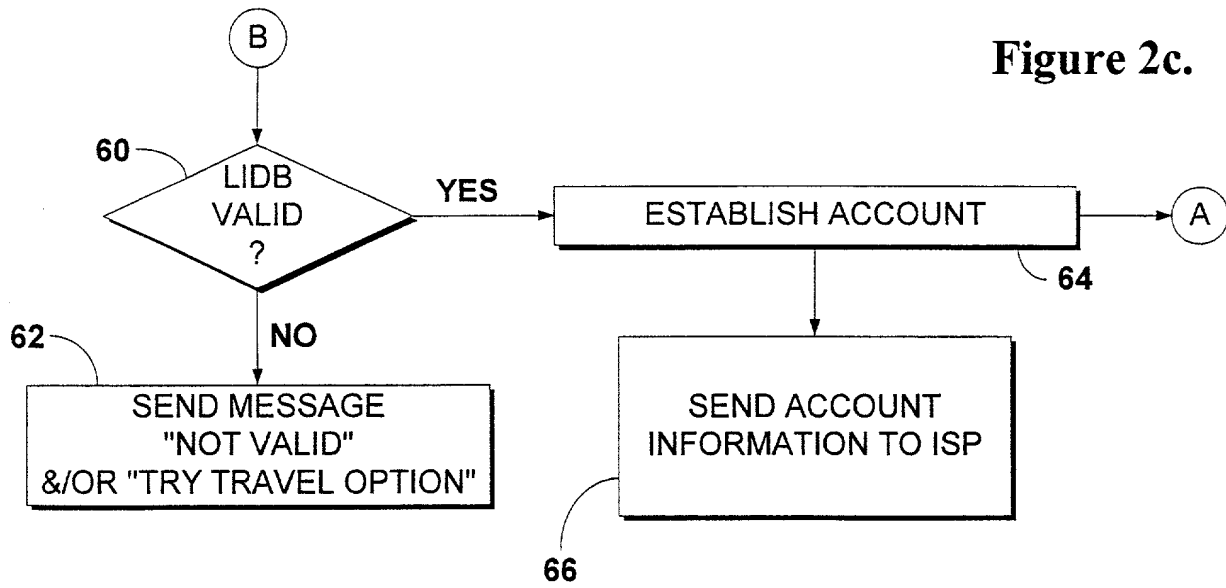 B
Figure 2c.
60
LIDB
VALID
?
YES
ESTABLISH ACCOUNT
A
64
62
NO
SEND MESSAGE
"NOT VALID"
&/OR "TRY TRAVEL OPTION"
SEND ACCOUNT
INFORMATION TO ISP
66